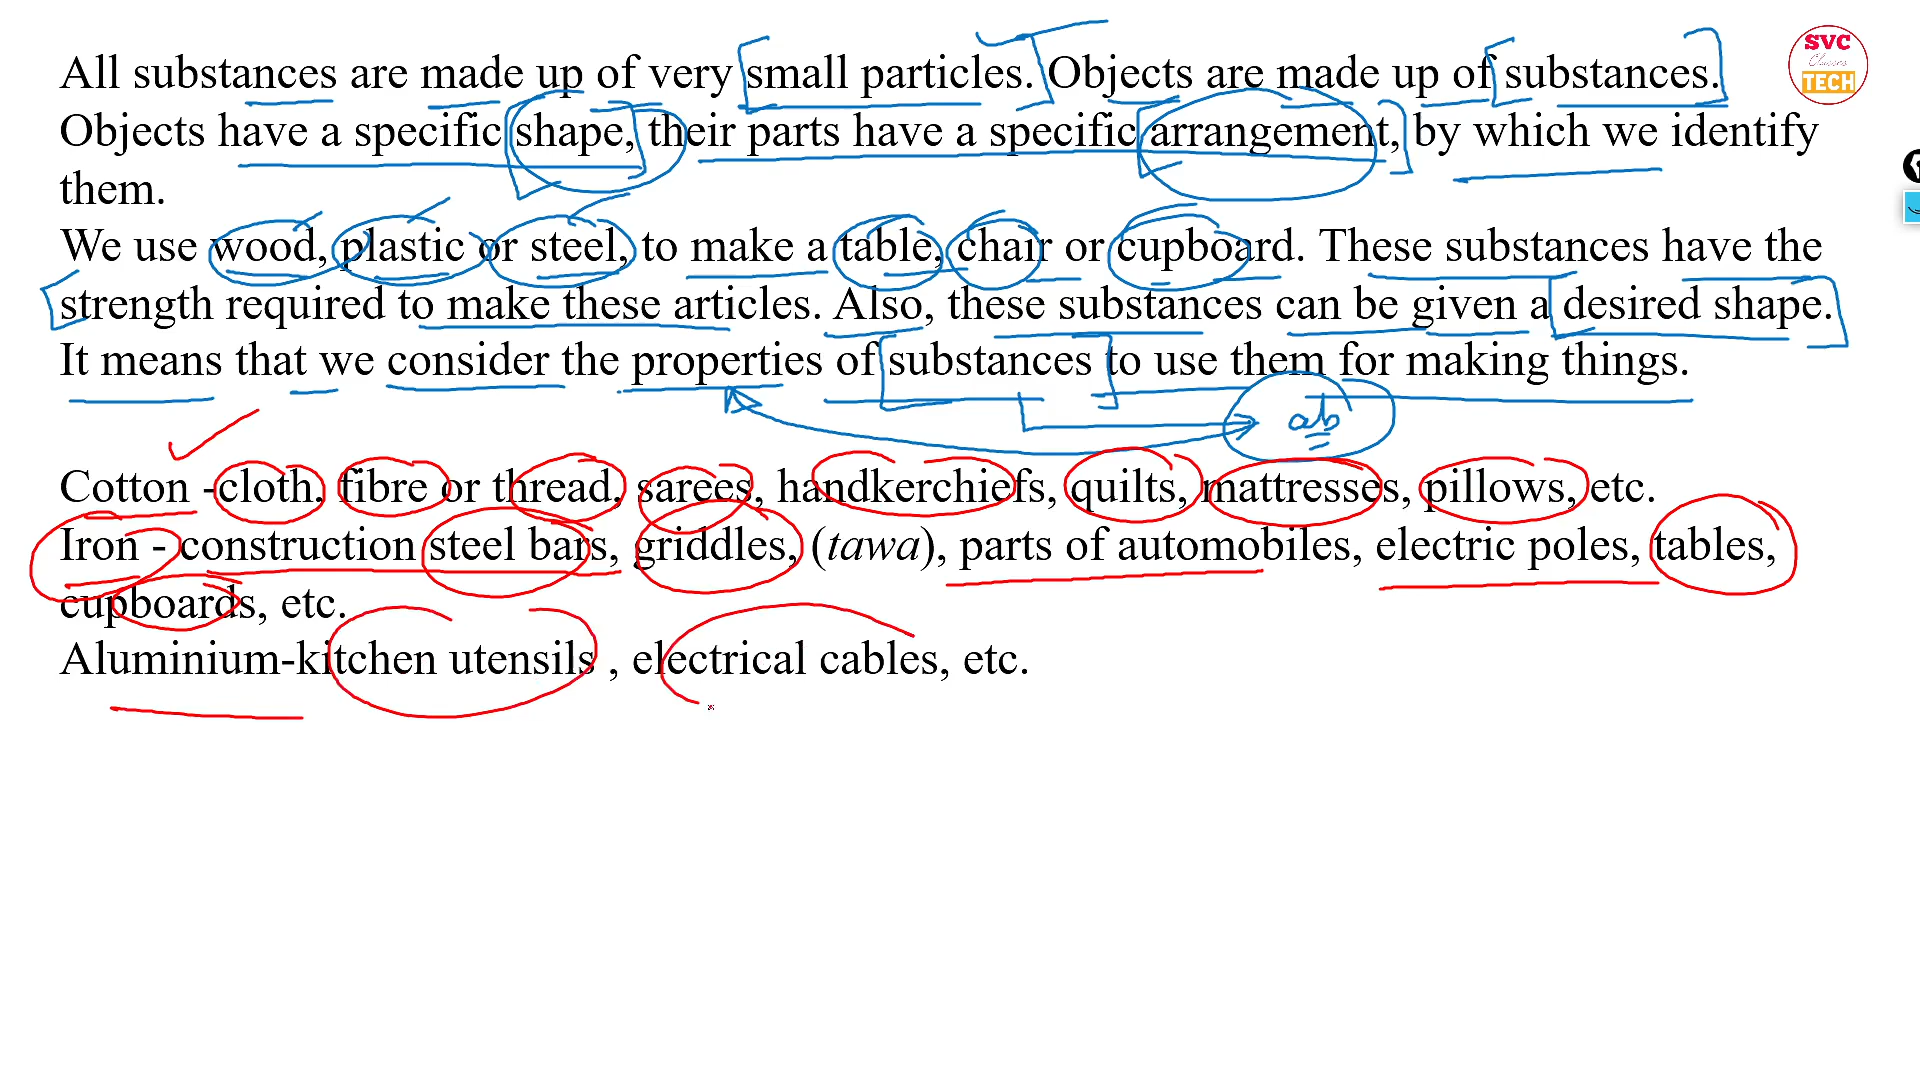 All substances are made up of very small particles. Objects are made up of substances.
Objects have a specific shape, their parts have a specific arrangement, by which we identify
them.
We use wood, plastic or steel, to make a table, chair or cupboard. These substances have the
strength required to make these articles. Also, these substances can be given a desired shape.
It means that we consider the properties of substances to use them for making things.
ab
Cotton -cloth, fibre or thread, sarees, handkerchiefs, quilts, mattresses, pillows, etc.
Iron - construction steel bars, griddles, (tawa), parts of automobiles, electric poles, tables,
cupboards, etc.
Aluminium-kitchen utensils , electrical cables, etc.
SVC
Classes
TECH